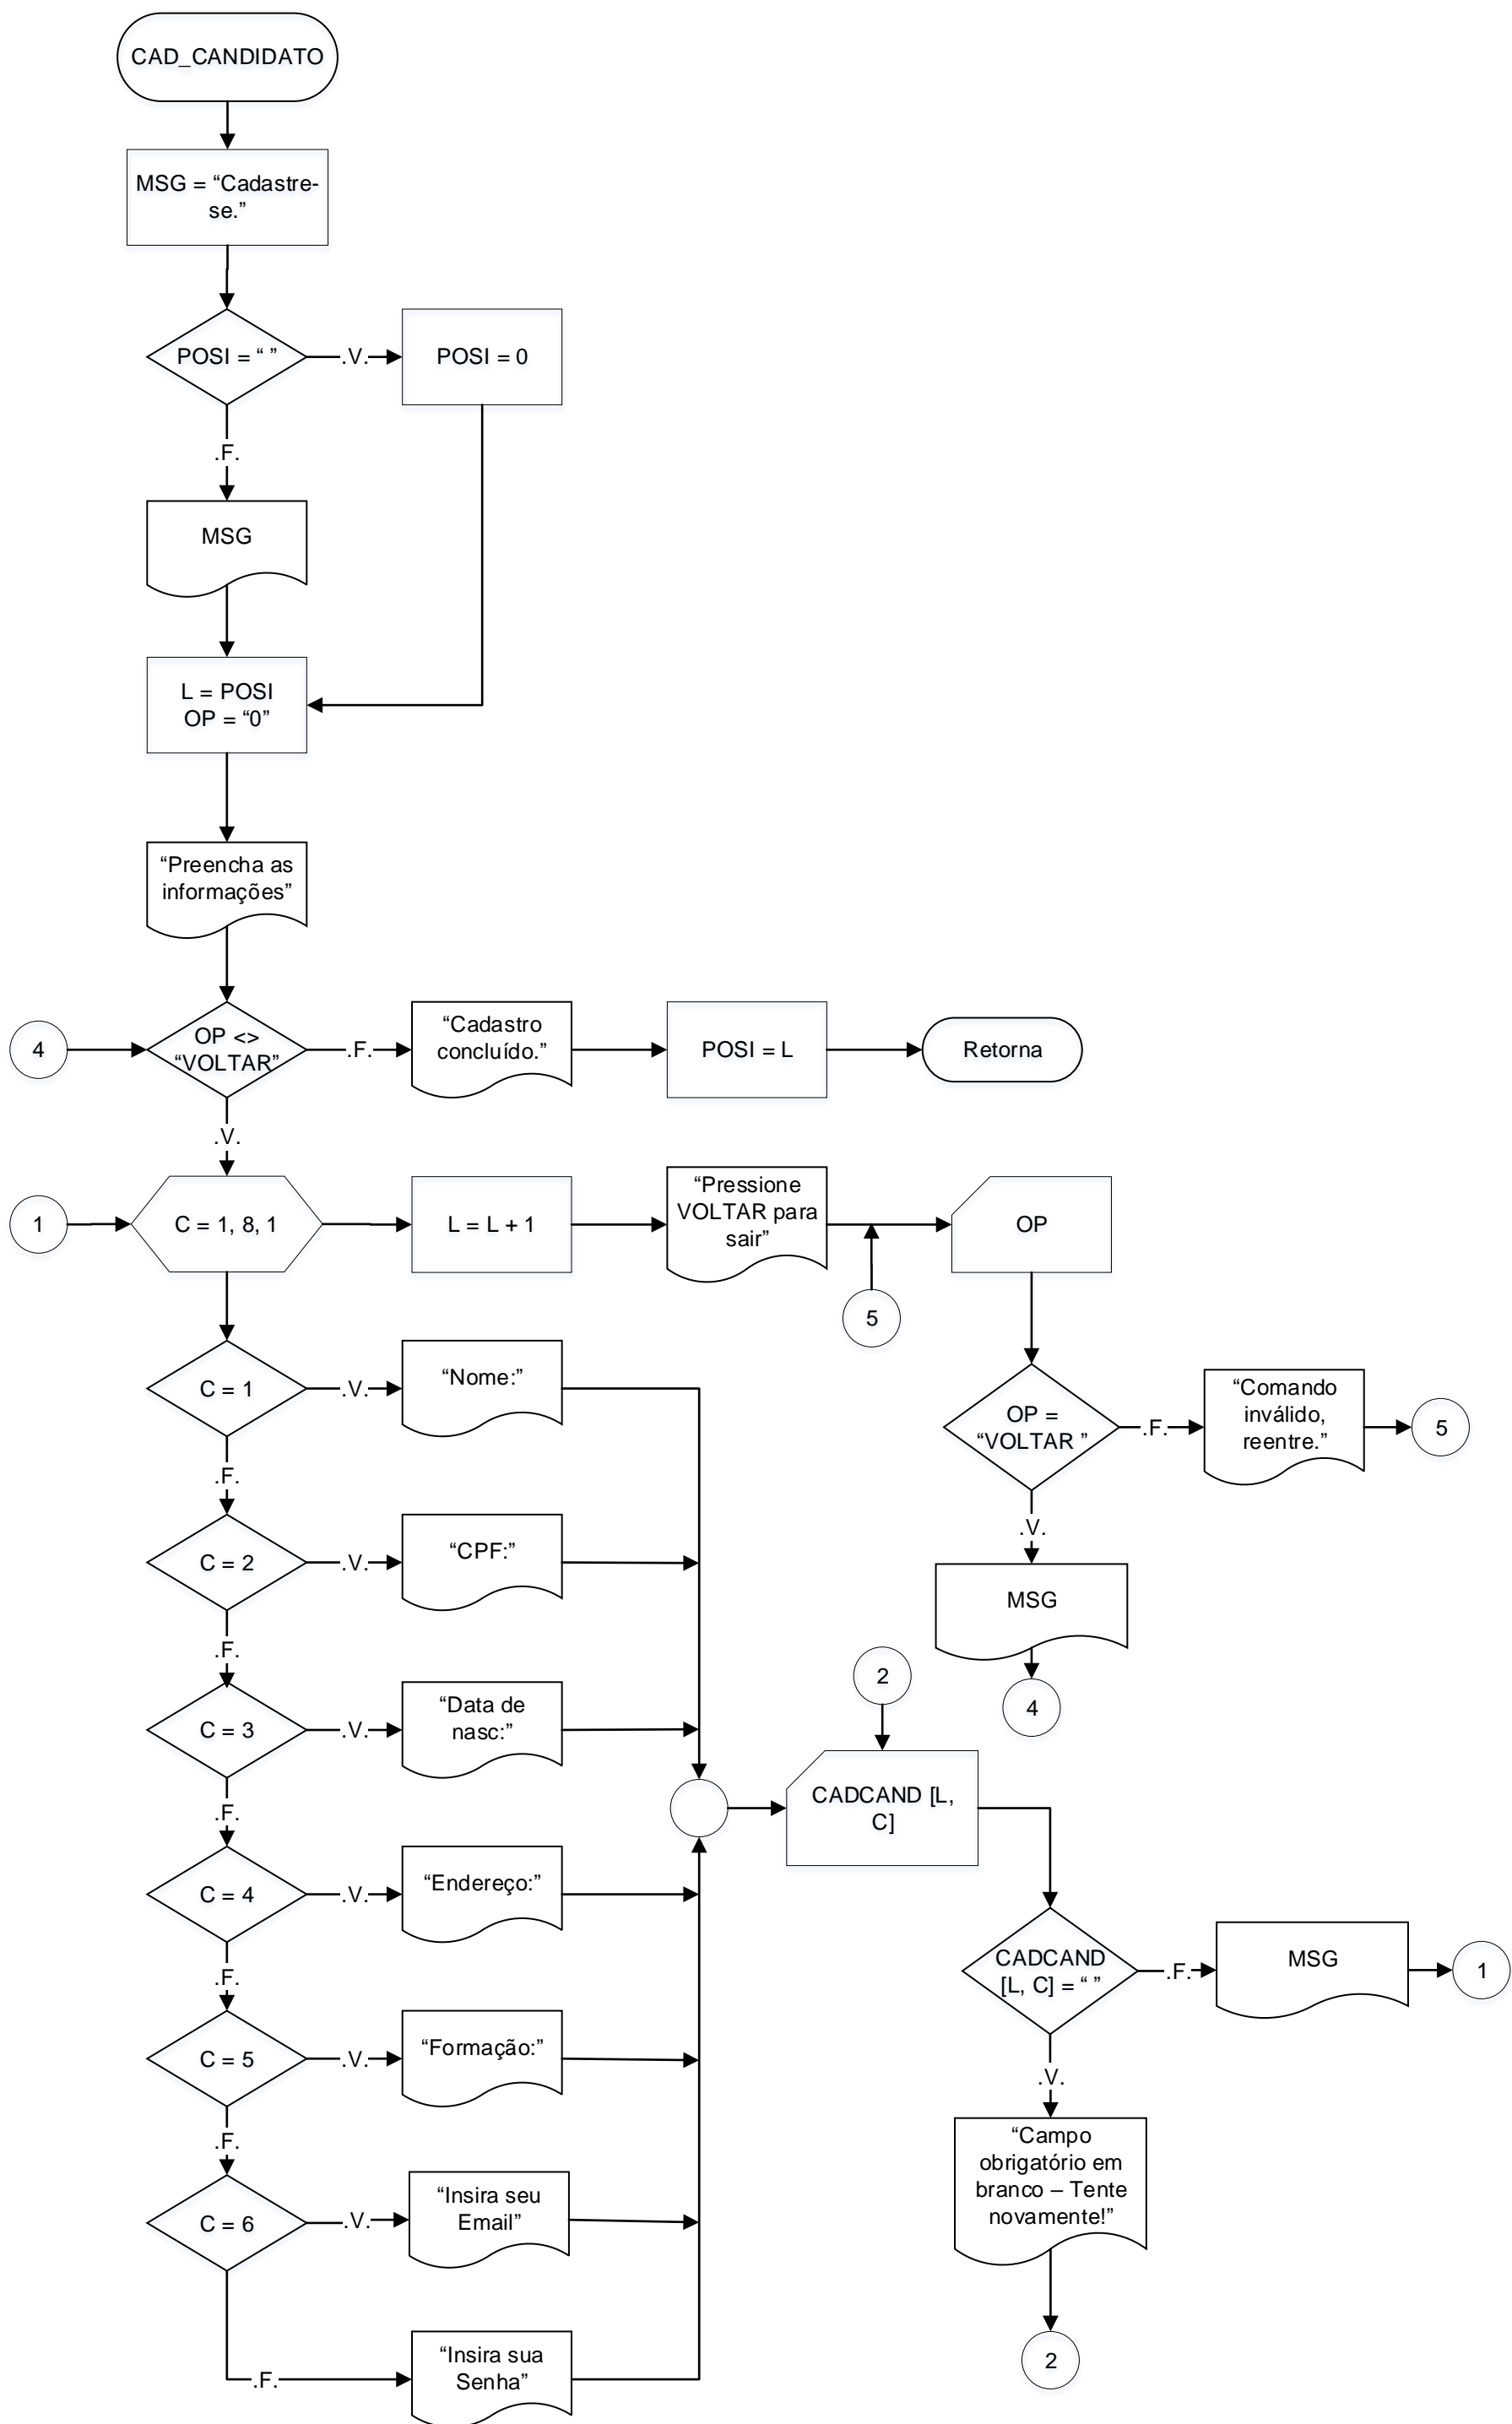 CAD_CANDIDATO
MSG = “Cadastre-
se.”
POSI = “ ”
.V.
POSI = 0
.F.
MSG
L = POSI
OP = “0”
“Preencha as
informações”
4
OP <>
“VOLTAR”
.F.
“Cadastro
concluído.”
POSI = L
Retorna
.V.
1
C = 1, 8, 1
L = L + 1
“Pressione
VOLTAR para
sair”
OP
5
C = 1
.V.
“Nome:”
OP =
“VOLTAR ”
.F.
“Comando
inválido,
reentre.”
5
.F.
.V.
C = 2
.V.
“CPF:”
MSG
.F.
2
4
C = 3
.V.
“Data de
nasc:”
CADCAND [L,
C]
.F.
C = 4
.V.
“Endereço:”
CADCAND
[L, C] = “ ”
.F.
MSG
1
.F.
C = 5
.V.
“Formação:”
.V.
.F.
“Campo
obrigatório em
branco – Tente
novamente!”
C = 6
.V.
“Insira seu
Email”
2
.F.
“Insira sua
Senha”